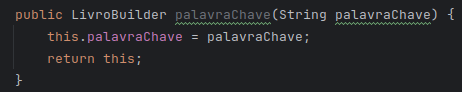 public LivroBuilder palavraChave(String palavraChave) {
    this.palavraChave = palavraChave;
    return this;
}